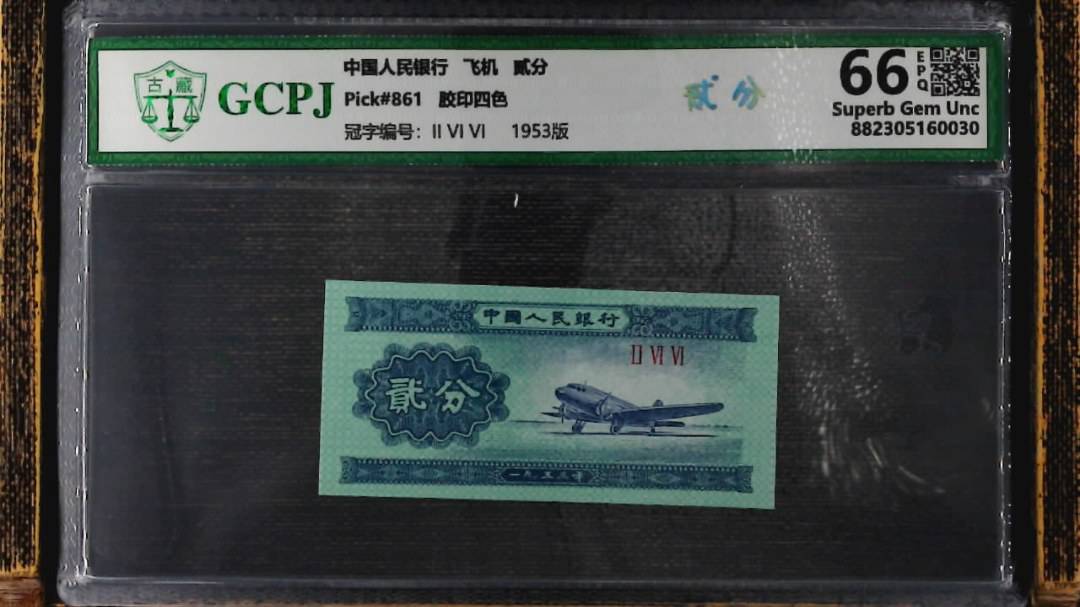 古藏
GCPJ
中国人民银行 飞机 贰分
Pick#861 胶印四色
冠字编号: II VI VI 1953版
贰分
66 EPQ
Superb Gem Unc
882305160030
中國人民銀行
II VI VI
貳分
一九五三年